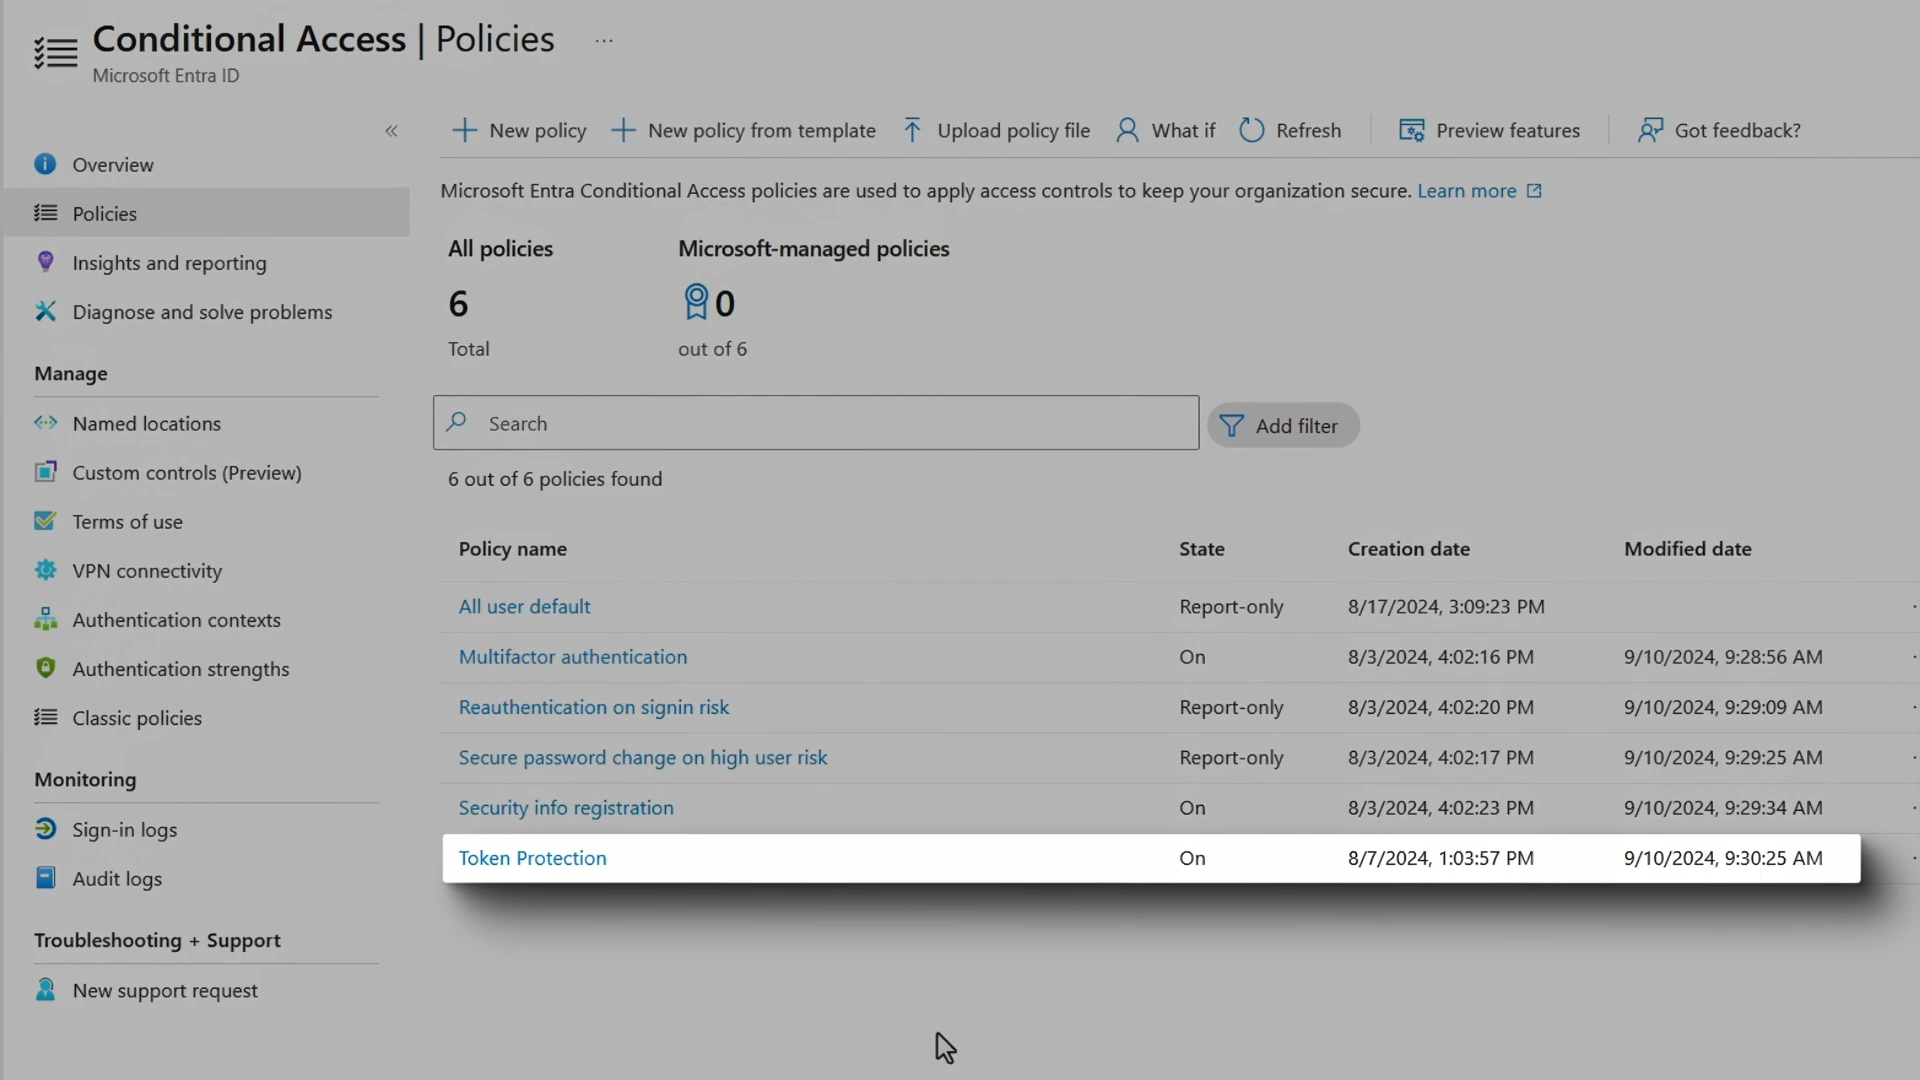 Conditional Access | Policies ...
Microsoft Entra ID
«
Overview
Policies
Insights and reporting
Diagnose and solve problems
Manage
Named locations
Custom controls (Preview)
Terms of use
VPN connectivity
Authentication contexts
Authentication strengths
Classic policies
Monitoring
Sign-in logs
Audit logs
Troubleshooting + Support
New support request
New policy New policy from template Upload policy file What if Refresh Preview features Got feedback?
Microsoft Entra Conditional Access policies are used to apply access controls to keep your organization secure. Learn more
All policies Microsoft-managed policies
6 0
Total out of 6
Search Add filter
6 out of 6 policies found
Policy name State Creation date Modified date
All user default Report-only 8/17/2024, 3:09:23 PM
Multifactor authentication On 8/3/2024, 4:02:16 PM 9/10/2024, 9:28:56 AM
Reauthentication on signin risk Report-only 8/3/2024, 4:02:20 PM 9/10/2024, 9:29:09 AM
Secure password change on high user risk Report-only 8/3/2024, 4:02:17 PM 9/10/2024, 9:29:25 AM
Security info registration On 8/3/2024, 4:02:23 PM 9/10/2024, 9:29:34 AM
Token Protection On 8/7/2024, 1:03:57 PM 9/10/2024, 9:30:25 AM